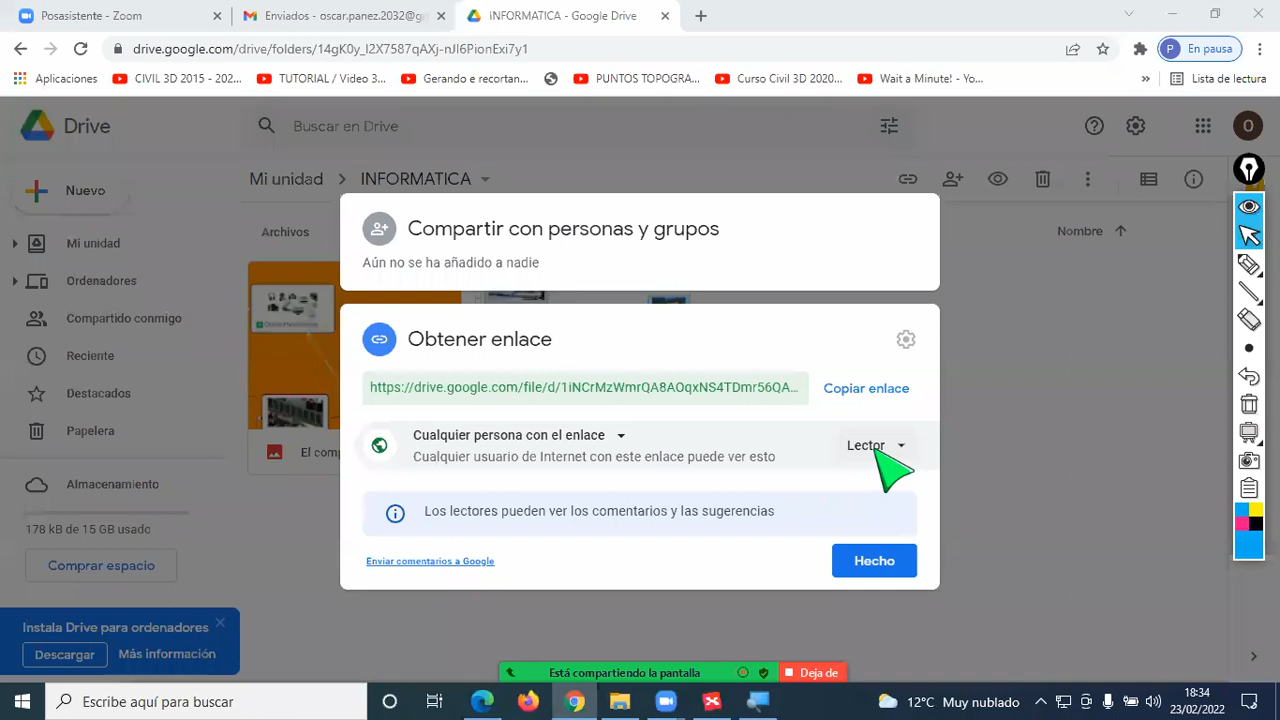 Posasistente - Zoom
Enviados - oscar.panez.2032@gr
INFORMATICA - Google Drive
drive.google.com/drive/folders/14gK0y_I2X7587qAXj-nJI6PionExi7y1
P
En pausa
Aplicaciones
CIVIL 3D 2015 - 202...
TUTORIAL / Video 3...
Gerando e recortan...
PUNTOS TOPOGRA...
Curso Civil 3D 2020...
Wait a Minute! - Yo...
»
Lista de lectura
Drive
Buscar en Drive
O
Nuevo
Mi unidad
INFORMATICA
Compartir con personas y grupos
Archivos
Nombre
Mi unidad
Aún no se ha añadido a nadie
Ordenadores
Compartido conmigo
Obtener enlace
Reciente
https://drive.google.com/file/d/1iNCrMzWmrQA8AOqxNS4TDmr56QA...
Copiar enlace
Destacados
Papelera
Cualquier persona con el enlace
Lector
El comp
Cualquier usuario de Internet con este enlace puede ver esto
Almacenamiento
Los lectores pueden ver los comentarios y las sugerencias
178 kB de 15 GB usado
Comprar espacio
Enviar comentarios a Google
Hecho
Instala Drive para ordenadores
Descargar
Más información
Está compartiendo la pantalla
Deja de
Escribe aquí para buscar
12°C
Muy nublado
18:34
23/02/2022